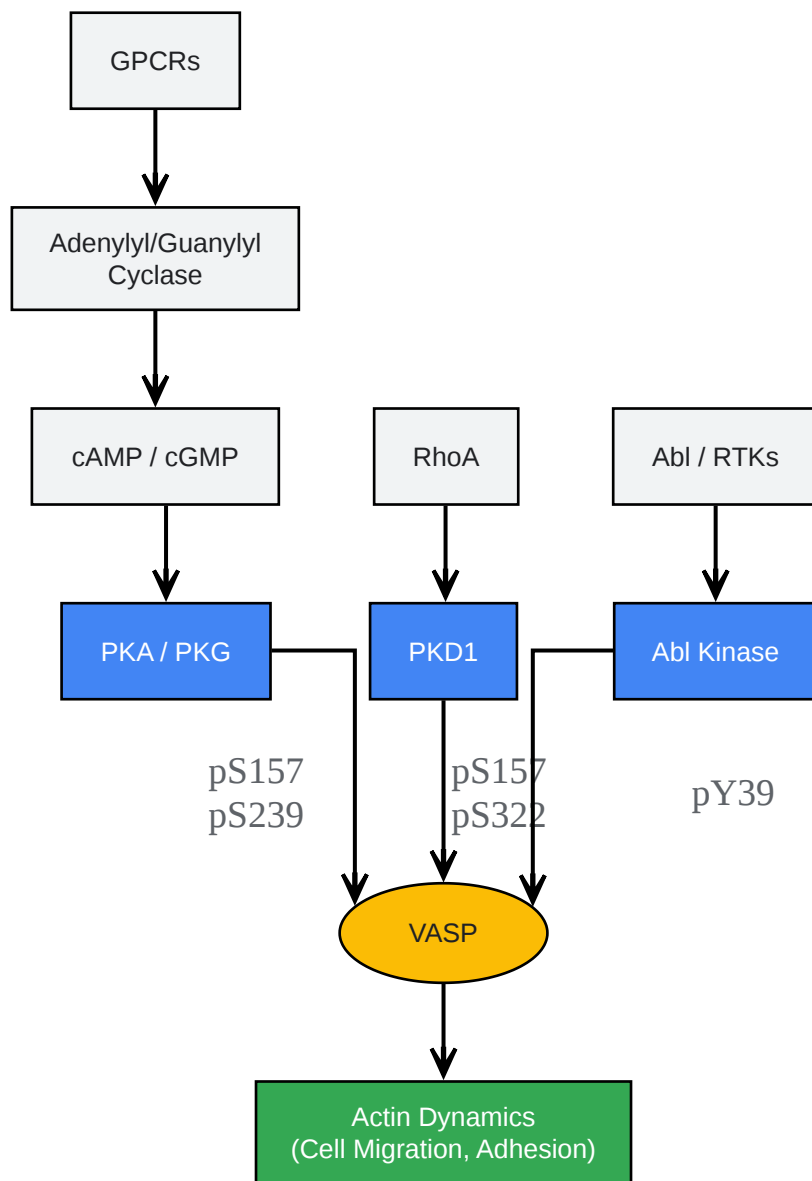 GPCRs
Adenylyl/Guanylyl
Cyclase
cAMP / cGMP
RhoA
Abl / RTKs
PKA / PKG
PKD1
Abl Kinase
pS157
pS239
pS157
pS322
pY39
VASP
Actin Dynamics
(Cell Migration, Adhesion)